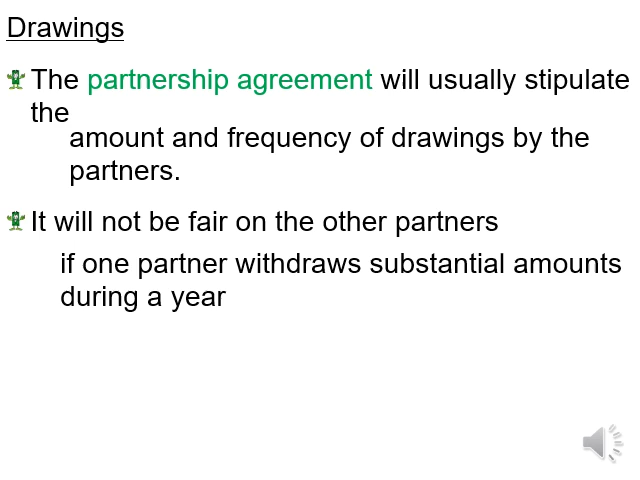 Drawings
The partnership agreement will usually stipulate
the
amount and frequency of drawings by the
partners.
It will not be fair on the other partners
if one partner withdraws substantial amounts
during a year